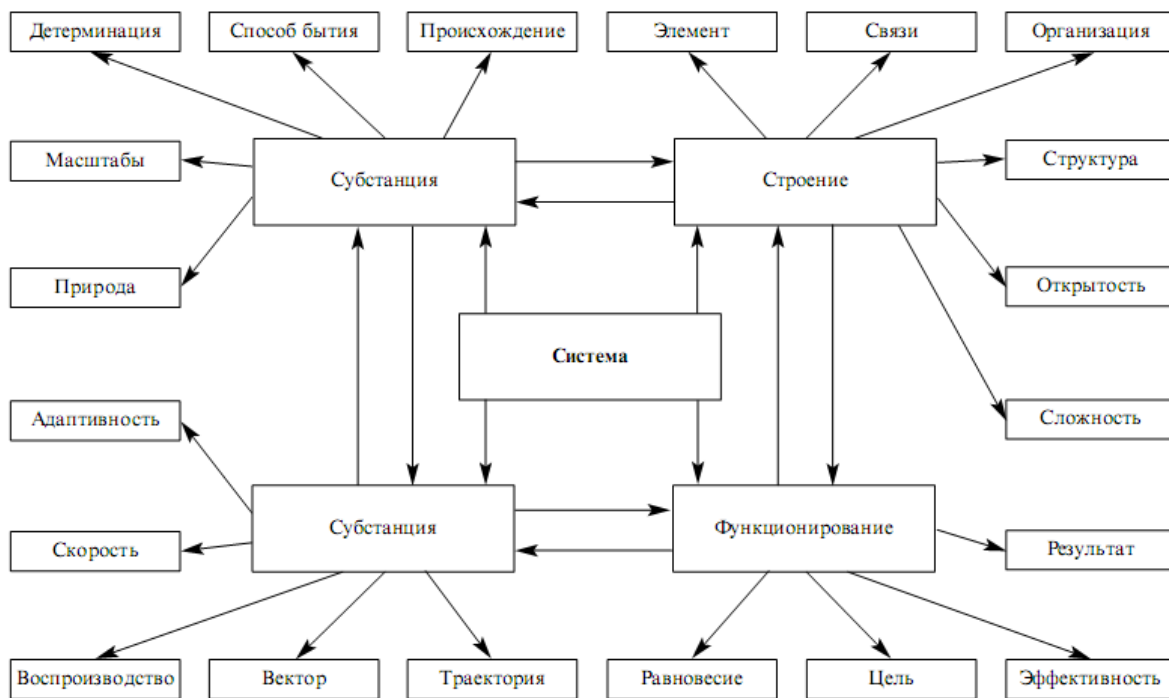 Детерминация
Способ бытия
Происхождение
Элемент
Связи
Организация
Масштабы
Субстанция
Строение
Структура
Природа
Открытость
Система
Адаптивность
Сложность
Субстанция
Функционирование
Скорость
Результат
Воспроизводство
Вектор
Траектория
Равновесие
Цель
Эффективность